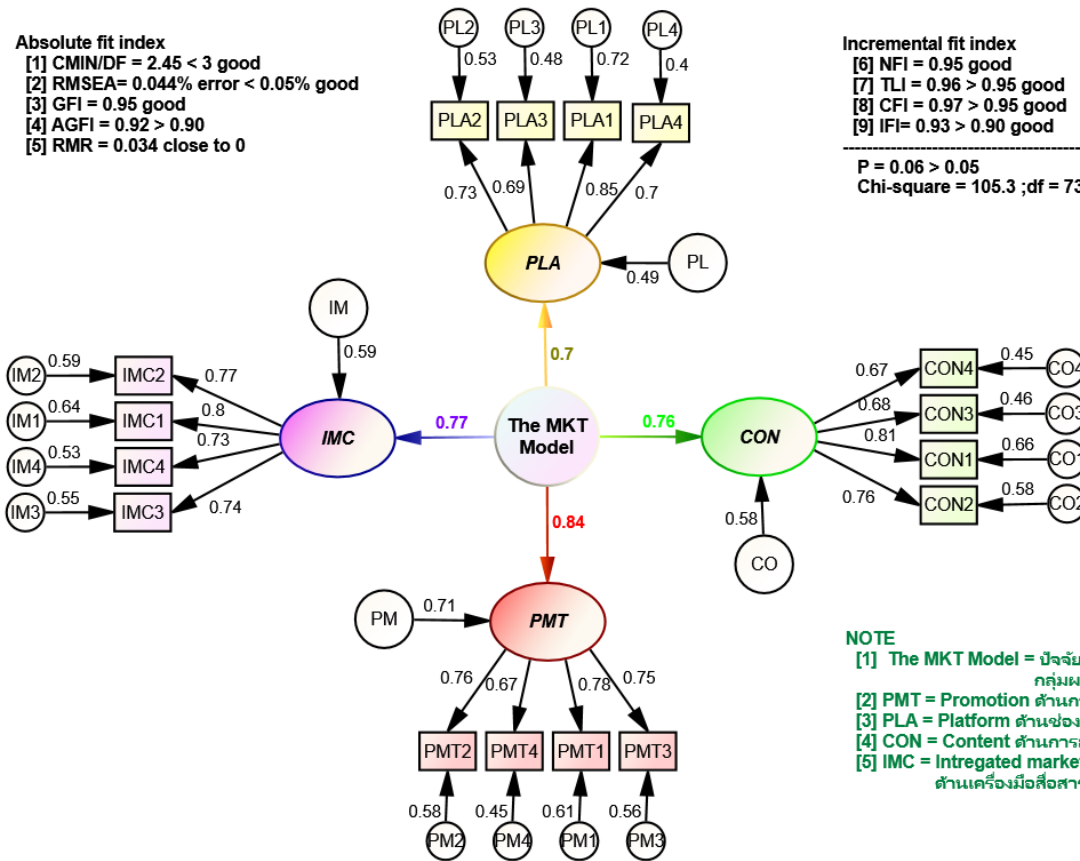 Absolute fit index
[1] CMIN/DF = 2.45 < 3 good
[2] RMSEA= 0.044% error < 0.05% good
[3] GFI = 0.95 good
[4] AGFI = 0.92 > 0.90
[5] RMR = 0.034 close to 0
Incremental fit index
[6] NFI = 0.95 good
[7] TLI = 0.96 > 0.95 good
[8] CFI = 0.97 > 0.95 good
[9] IFI= 0.93 > 0.90 good
P = 0.06 > 0.05
Chi-square = 105.3 ;df = 73
PL2 PL3 PL1 PL4
0.53 0.48 0.72 0.4
PLA2 PLA3 PLA1 PLA4
0.73 0.69 0.85 0.7
PLA
0.49
PL
0.7
IM
0.59
IM2 0.59 IMC2 0.77
IM1 0.64 IMC1 0.8
IM4 0.53 IMC4 0.73
IM3 0.55 IMC3 0.74
IMC
0.77
The MKT
Model
0.76
CON
0.67 CON4 0.45 CO4
0.68 CON3 0.46 CO3
0.81 CON1 0.66 CO1
0.76 CON2 0.58 CO2
0.58
CO
0.84
PM
0.71
PMT
0.76 0.67 0.78 0.75
PMT2 PMT4 PMT1 PMT3
0.58 0.45 0.61 0.56
PM2 PM4 PM1 PM3
NOTE
[1] The MKT Model = ปัจจัย
กลุ่มผ
[2] PMT = Promotion ด้านกา
[3] PLA = Platform ด้านช่อง
[4] CON = Content ด้านการ
[5] IMC = Intregated marke
ด้านเครื่องมือสื่อสาร